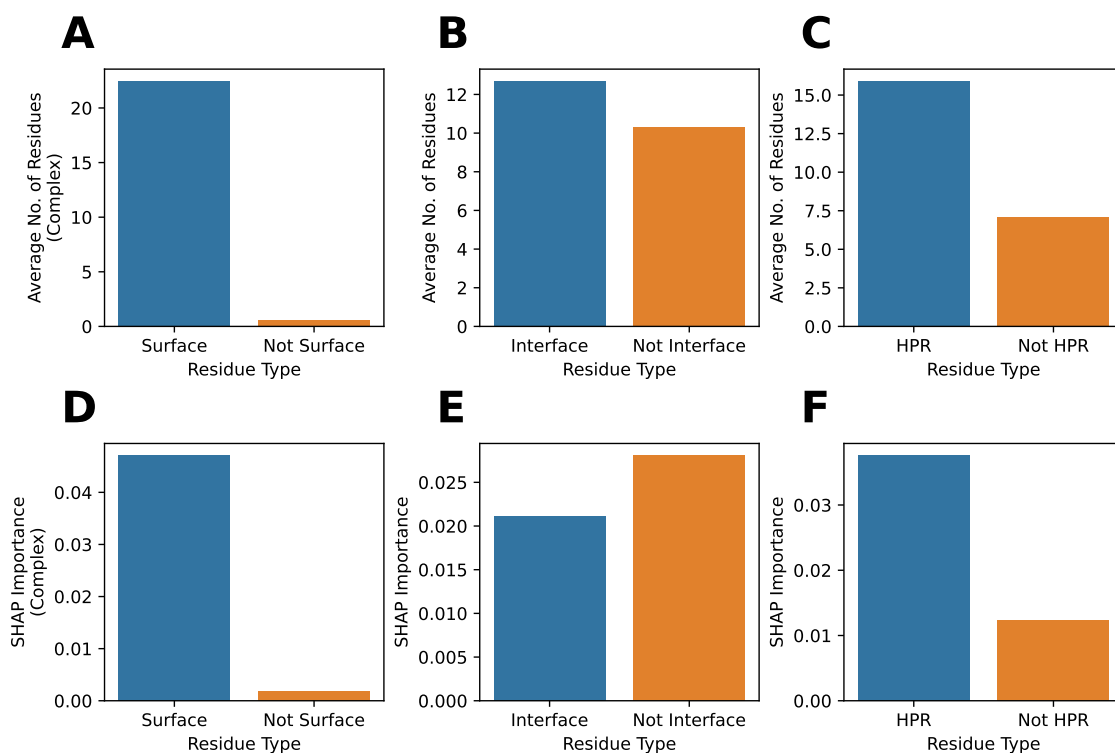 A
Average No. of Residues
(Complex)
20
15
10
5
0
Surface
Not Surface
Residue Type
B
Average No. of Residues
12
10
8
6
4
2
0
Interface
Not Interface
Residue Type
C
Average No. of Residues
15.0
12.5
10.0
7.5
5.0
2.5
0.0
HPR
Not HPR
Residue Type
D
SHAP Importance
(Complex)
0.04
0.03
0.02
0.01
0.00
Surface
Not Surface
Residue Type
E
SHAP Importance
0.025
0.020
0.015
0.010
0.005
0.000
Interface
Not Interface
Residue Type
F
SHAP Importance
0.03
0.02
0.01
0.00
HPR
Not HPR
Residue Type